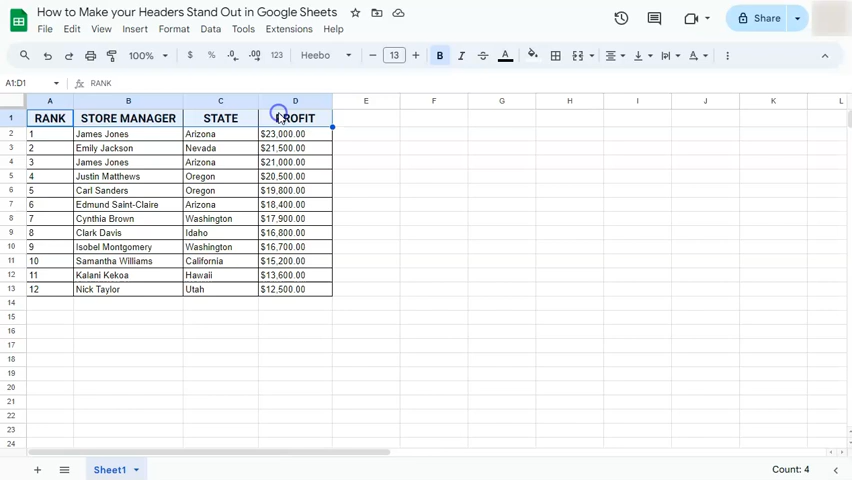 How to Make your Headers Stand Out in Google Sheets
File Edit View Insert Format Data Tools Extensions Help
Share
100% $ % .0 .00 123 Heebo 13 B I A
A1:D1 fx RANK
A B C D E F G H I J K L
1 RANK STORE MANAGER STATE PROFIT
2 1 James Jones Arizona $23,000.00
3 2 Emily Jackson Nevada $21,500.00
4 3 James Jones Arizona $21,000.00
5 4 Justin Matthews Oregon $20,500.00
6 5 Carl Sanders Oregon $19,800.00
7 6 Edmund Saint-Claire Arizona $18,400.00
8 7 Cynthia Brown Washington $17,900.00
9 8 Clark Davis Idaho $16,800.00
10 9 Isobel Montgomery Washington $16,700.00
11 10 Samantha Williams California $15,200.00
12 11 Kalani Kekoa Hawaii $13,600.00
13 12 Nick Taylor Utah $12,500.00
14
15
16
17
18
19
20
21
22
23
24
Sheet1 Count: 4